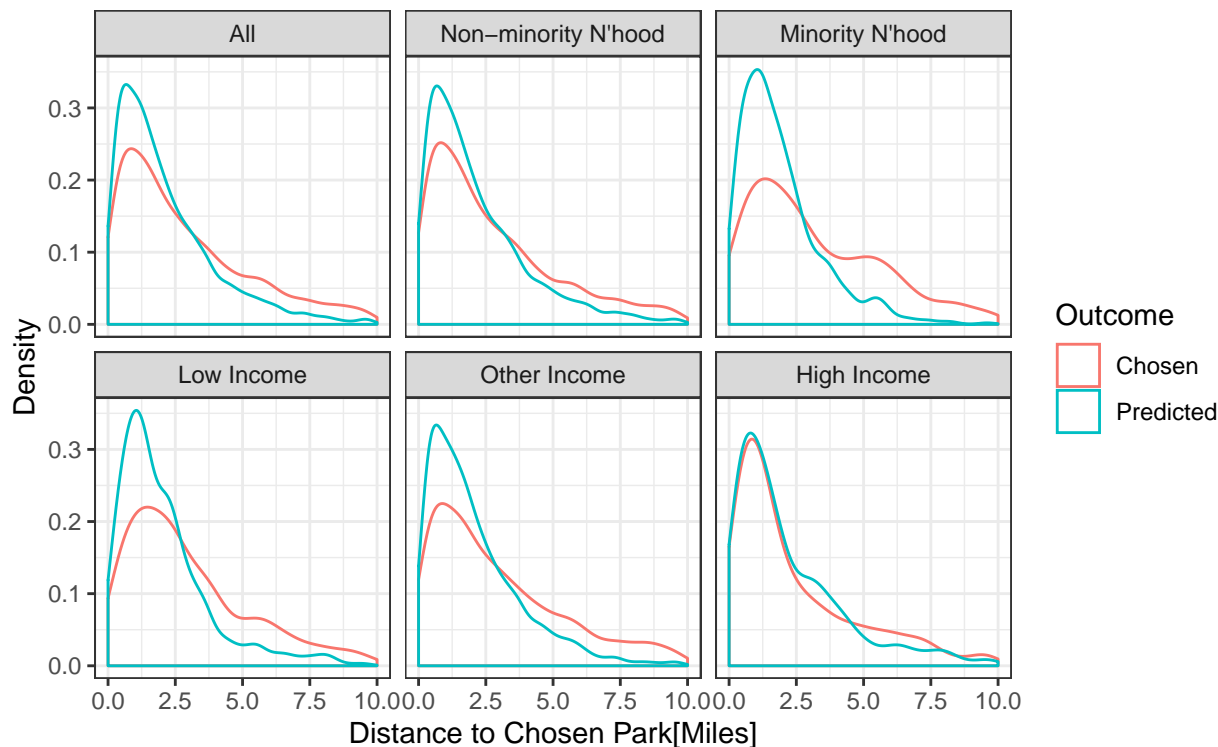 All
Non−minority N'hood
Minority N'hood
0.3
0.2
0.1
0.0
Low Income
Other Income
High Income
0.3
0.2
0.1
0.0
0.0 2.5 5.0 7.5 10.0
0.0 2.5 5.0 7.5 10.0
0.0 2.5 5.0 7.5 10.0
Distance to Chosen Park[Miles]
Density
Outcome
Chosen
Predicted